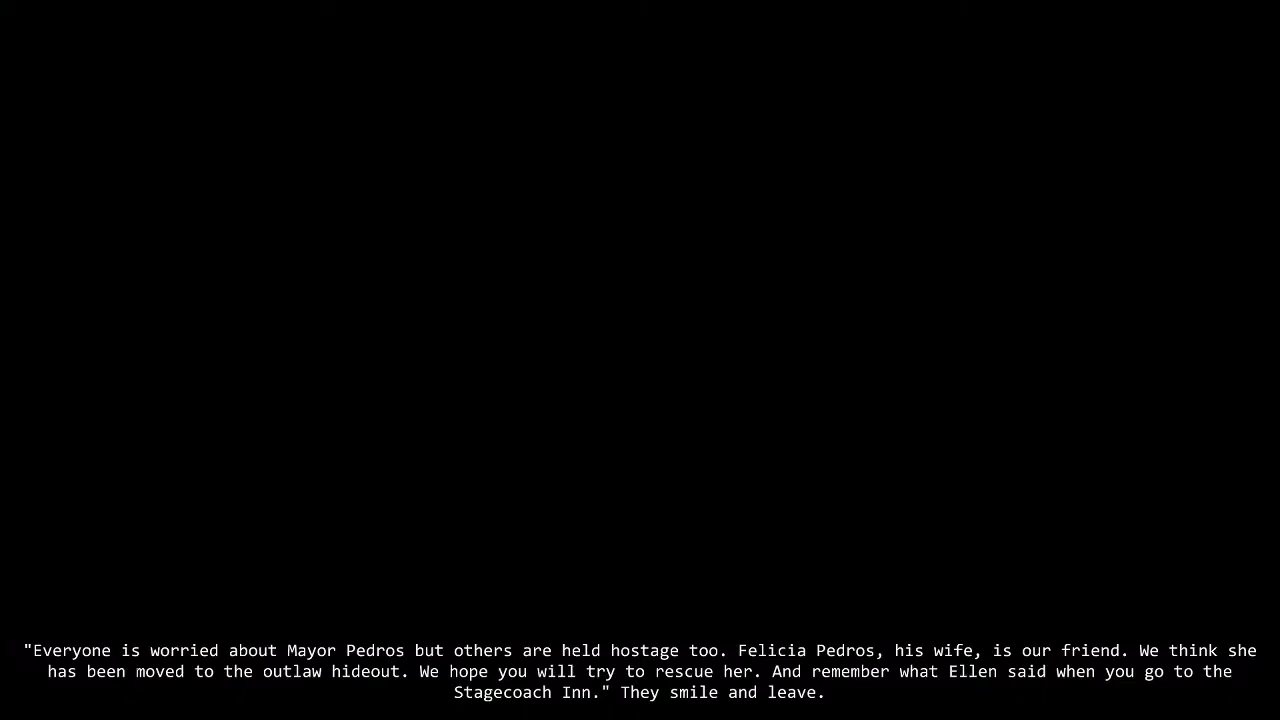 "Everyone is worried about Mayor Pedros but others are held hostage too. Felicia Pedros, his wife, is our friend. We think she
has been moved to the outlaw hideout. We hope you will try to rescue her. And remember what Ellen said when you go to the
Stagecoach Inn." They smile and leave.